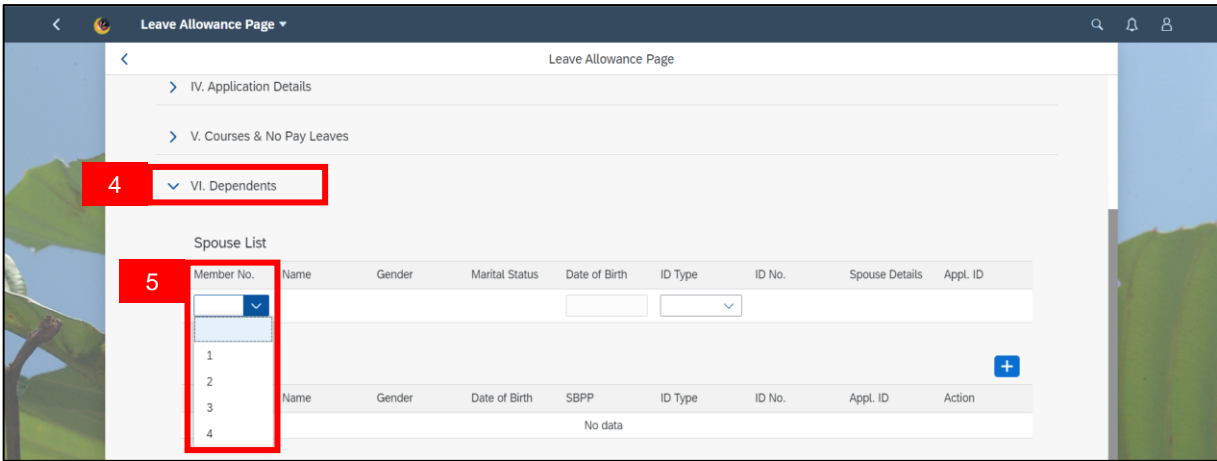 Leave Allowance Page
Leave Allowance Page
IV. Application Details
V. Courses & No Pay Leaves
4
VI. Dependents
Spouse List
5
Member No. Name Gender Marital Status Date of Birth ID Type ID No. Spouse Details Appl. ID
1
2
3
4
Name Gender Date of Birth SBPP ID Type ID No. Appl. ID Action
No data